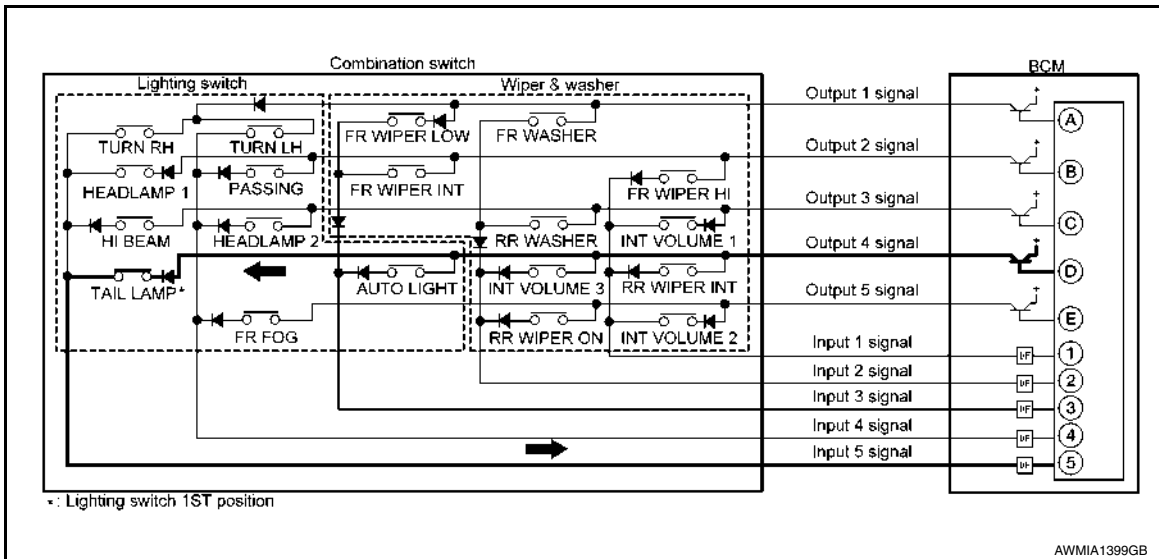 Combination switch
BCM
Lighting switch
Wiper & washer
Output 1 signal
A
TURN RH
TURN LH
FR WIPER LOW
FR WASHER
Output 2 signal
B
HEADLAMP 1
PASSING
FR WIPER INT
FR WIPER HI
Output 3 signal
C
HI BEAM
HEADLAMP 2
RR WASHER
INT VOLUME 1
Output 4 signal
D
TAIL LAMP*
AUTO LIGHT
INT VOLUME 3
RR WIPER INT
Output 5 signal
E
FR FOG
RR WIPER ON
INT VOLUME 2
Input 1 signal
I/F
1
Input 2 signal
I/F
2
Input 3 signal
I/F
3
Input 4 signal
I/F
4
Input 5 signal
I/F
5
*: Lighting switch 1ST position
AWMIA1399GB